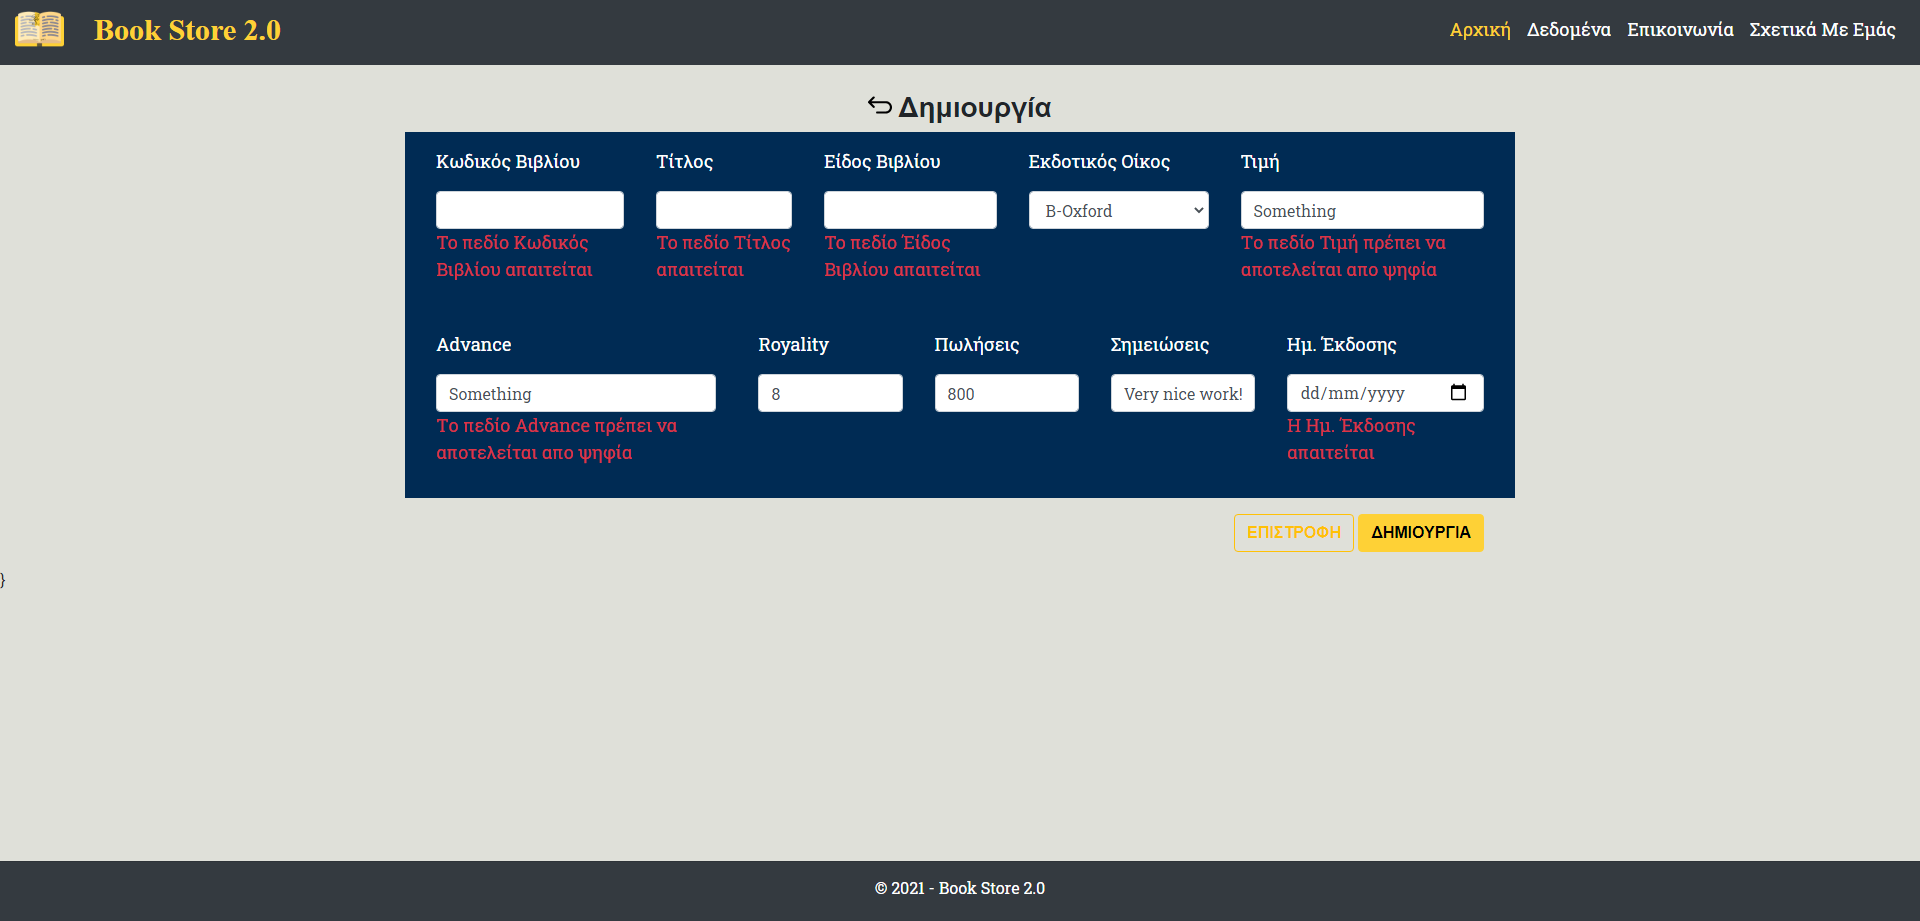 Book Store 2.0
Αρχική Δεδομένα Επικοινωνία Σχετικά Με Εμάς
Δημιουργία
Κωδικός Βιβλίου Τίτλος Είδος Βιβλίου Εκδοτικός Οίκος Τιμή
B-Oxford Something
Το πεδίο Κωδικός Βιβλίου απαιτείται
Το πεδίο Τίτλος απαιτείται
Το πεδίο Έίδος Βιβλίου απαιτείται
Το πεδίο Τιμή πρέπει να αποτελείται απο ψηφία
Advance Royality Πωλήσεις Σημειώσεις Ημ. Έκδοσης
Something 8 800 Very nice work! dd/mm/yyyy
Το πεδίο Advance πρέπει να αποτελείται απο ψηφία
Η Ημ. Έκδοσης απαιτείται
ΕΠΙΣΤΡΟΦΗ ΔΗΜΙΟΥΡΓΙΑ
}
© 2021 - Book Store 2.0